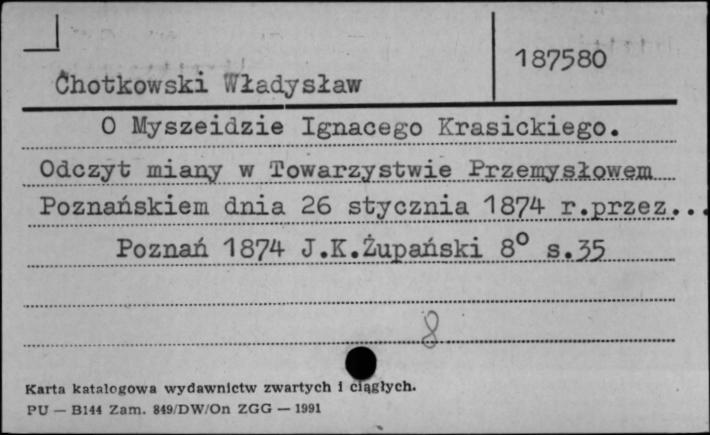 187580
Chotkowski Władysław
O Myszeidzie Ignacego Krasickiego.
Odczyt miany w Towarzystwie Przemysłowem
Poznańskiem dnia 26 stycznia 1874 r.przez...
Poznań 1874 J.K.Żupański 8° s.35
8
Karta katalogowa wydawnictw zwartych i ciągłych.
PU — B144 Zam. 849/DW/On ZGG — 1991